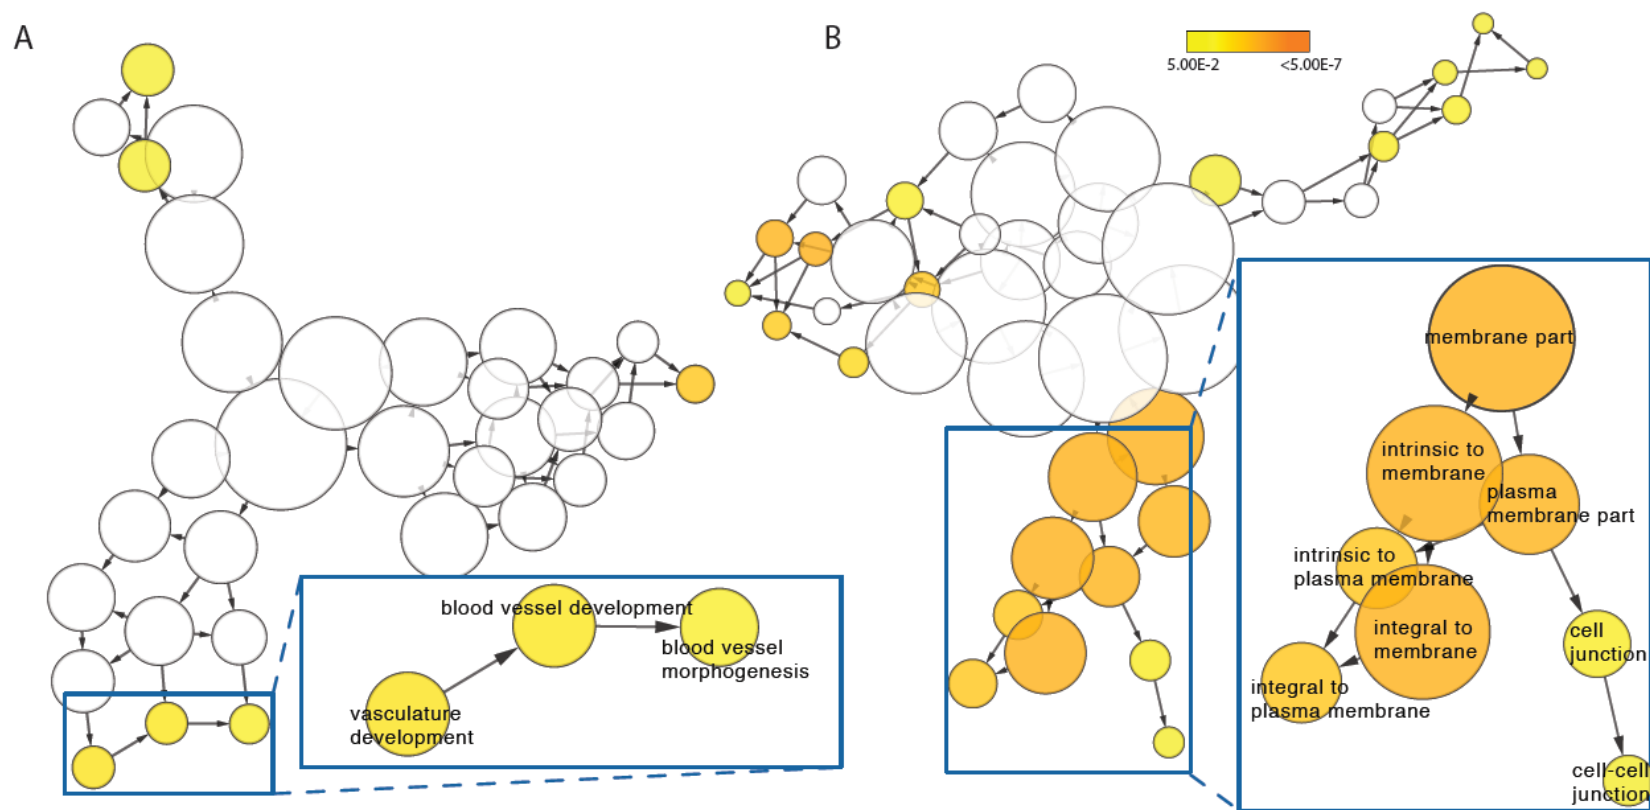 A
B
5.00E-2
<5.00E-7
membrane part
intrinsic to
membrane
plasma
membrane part
intrinsic to
plasma membrane
integral to
membrane
cell
junction
integral to
plasma membrane
cell-cell
junction
blood vessel development
blood vessel
morphogenesis
vasculature
development